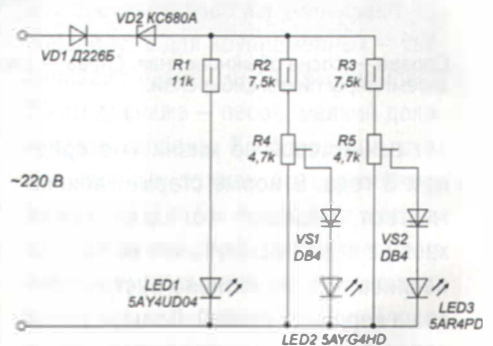 VD2 КС680А
VD1 Д226Б
R1
11k
R2
7,5k
R3
7,5k
R4
4,7k
R5
4,7k
~220 В
VS1
DB4
VS2
DB4
LED1
5AY4UD04
LED2 5AYG4HD
LED3
5AR4PD